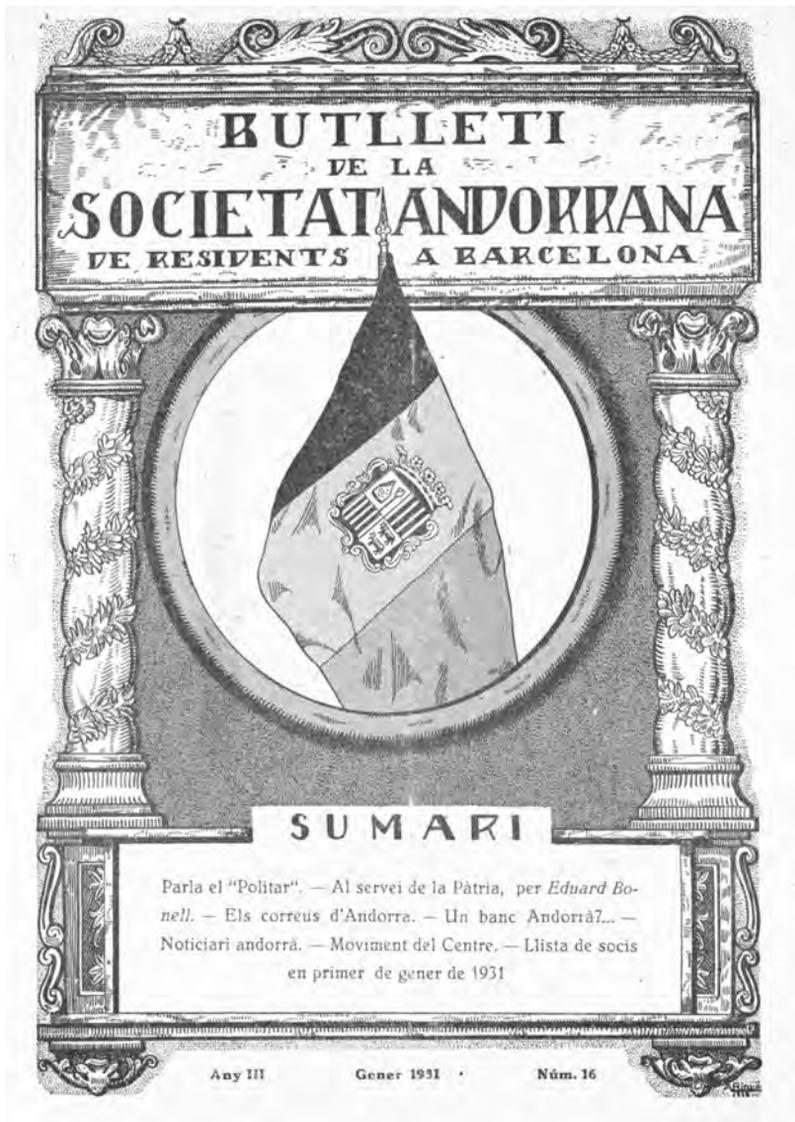 BUTLLETI
DE LA
SOCIETAT ANDORRANA
DE RESIDENTS A BARCELONA
SUMARI
Parla el "Politar". — Al servei de la Pàtria, per Eduard Bo-
nell. — Els correus d'Andorra. — Un banc Andorrà?... —
Noticiari andorrà. — Moviment del Centre. — Llista de socis
en primer de gener de 1931
Any III Gener 1931 Núm. 16